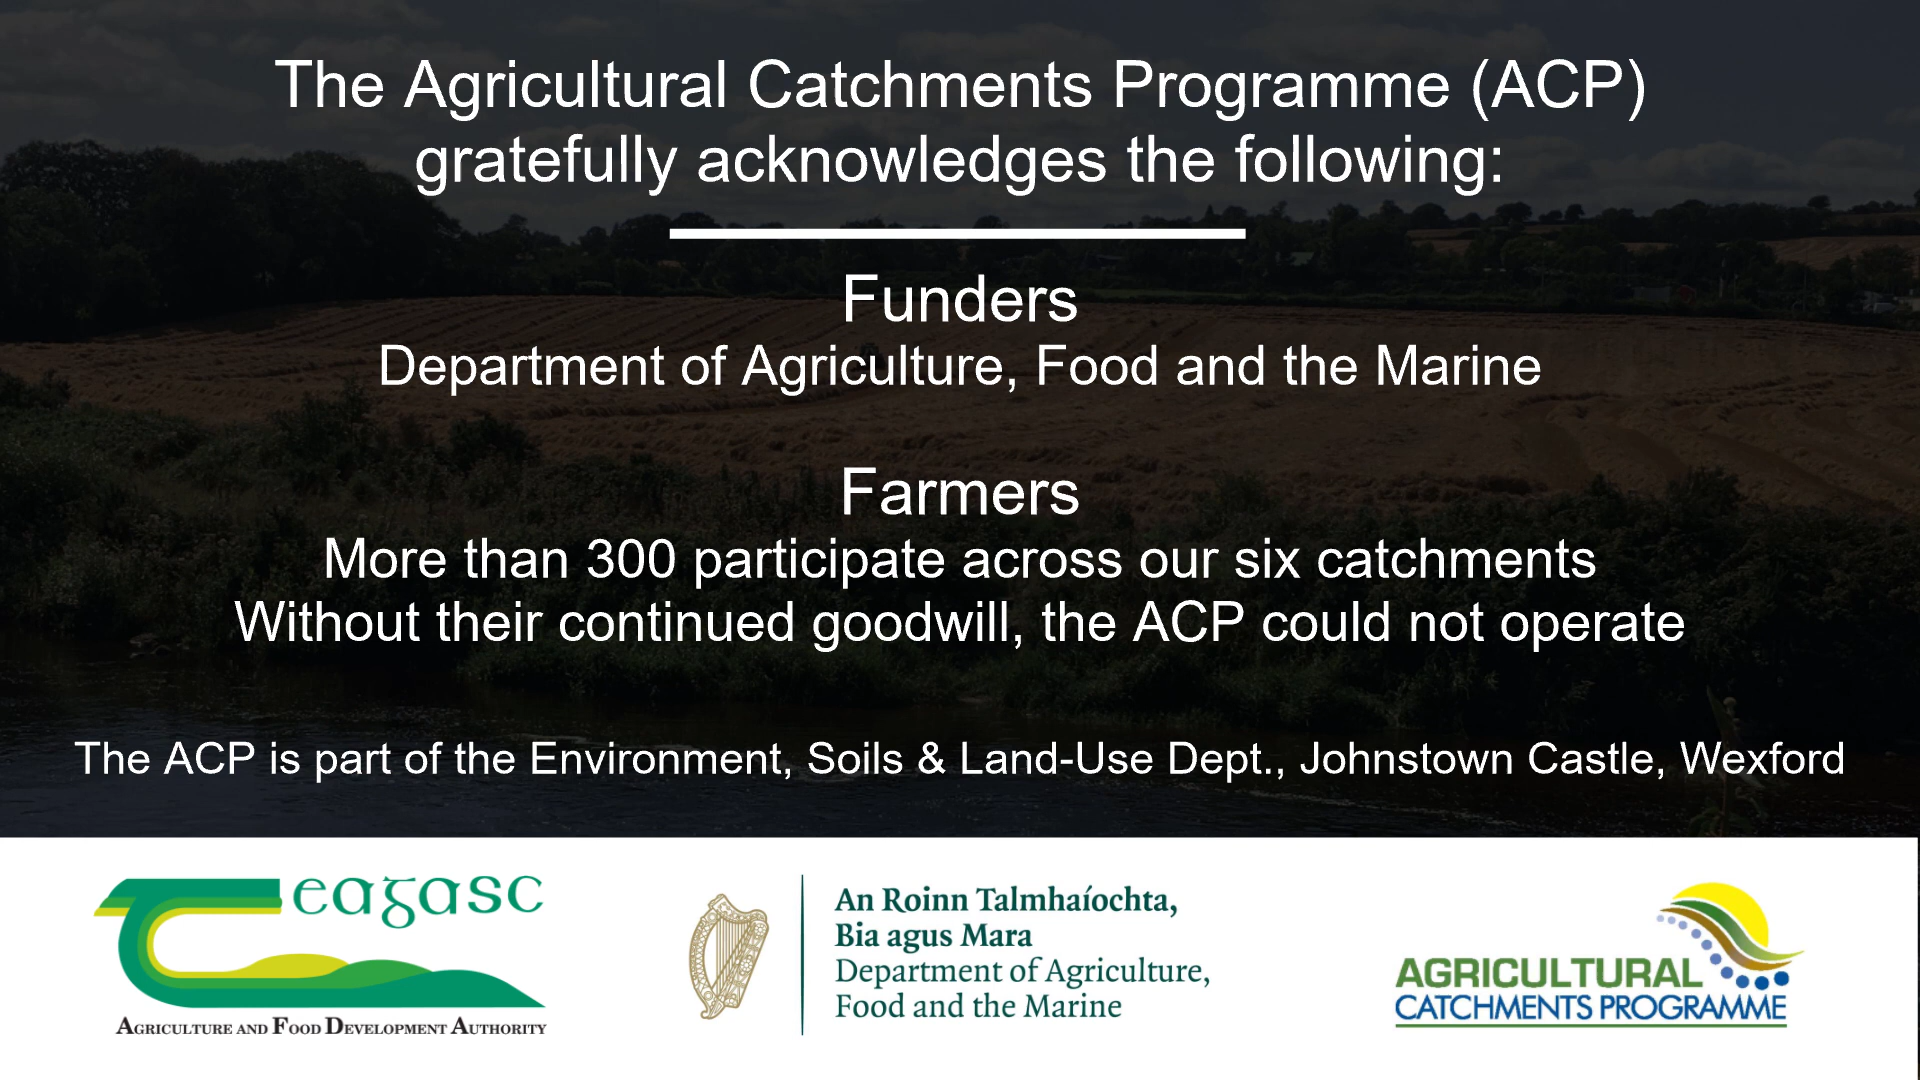 The Agricultural Catchments Programme (ACP)
gratefully acknowledges the following:
Funders
Department of Agriculture, Food and the Marine
Farmers
More than 300 participate across our six catchments
Without their continued goodwill, the ACP could not operate
The ACP is part of the Environment, Soils & Land-Use Dept., Johnstown Castle, Wexford
Teagasc
Agriculture and Food Development Authority
An Roinn Talmhaíochta,
Bia agus Mara
Department of Agriculture,
Food and the Marine
AGRICULTURAL
CATCHMENTS PROGRAMME